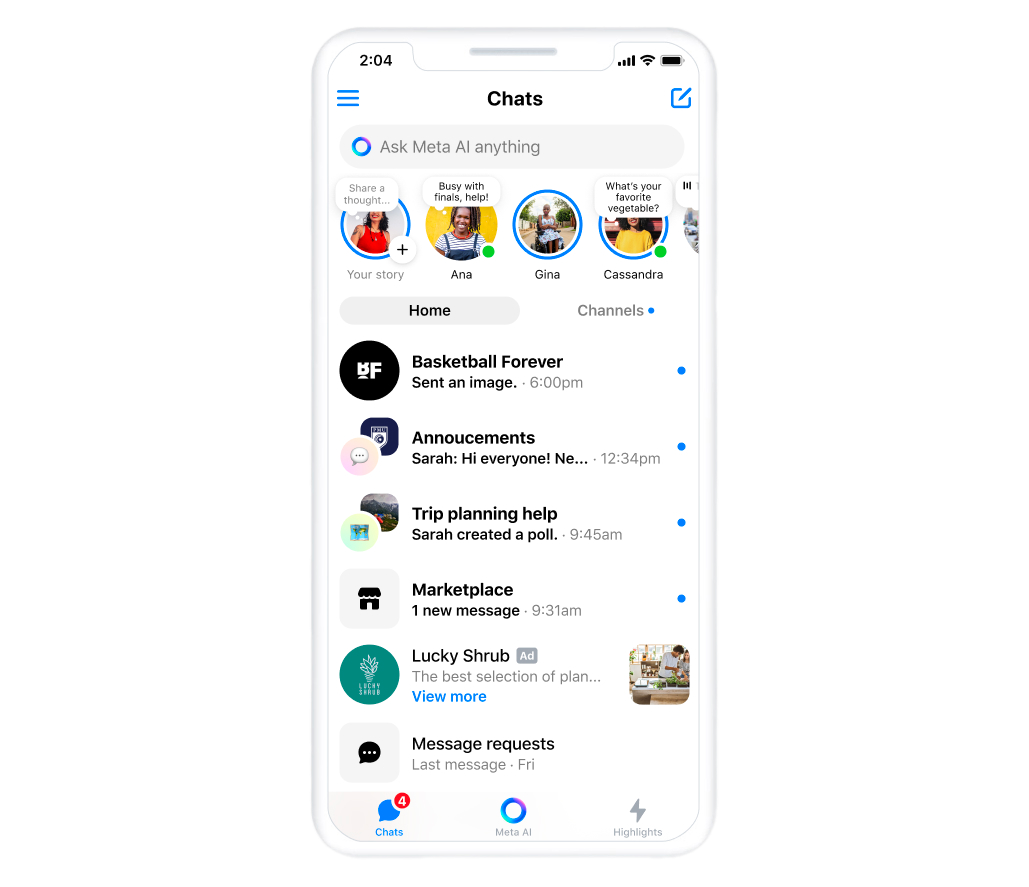 2:04
Chats
Ask Meta AI anything
Share a
thought...
Busy with
finals, help!
What's your
favorite
vegetable?
Your story
Ana
Gina
Cassandra
Home
Channels
BF
Basketball Forever
Sent an image. · 6:00pm
Annoucements
Sarah: Hi everyone! Ne... · 12:34pm
Trip planning help
Sarah created a poll. · 9:45am
Marketplace
1 new message · 9:31am
LUCKY
SHRUB
Lucky Shrub Ad
The best selection of plan...
View more
Message requests
Last message · Fri
4
Chats
Meta AI
Highlights